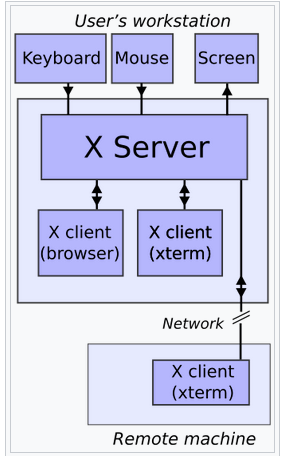 User's workstation
Keyboard Mouse Screen
X Server
X client
(browser)
X client
(xterm)
Network
X client
(xterm)
Remote machine